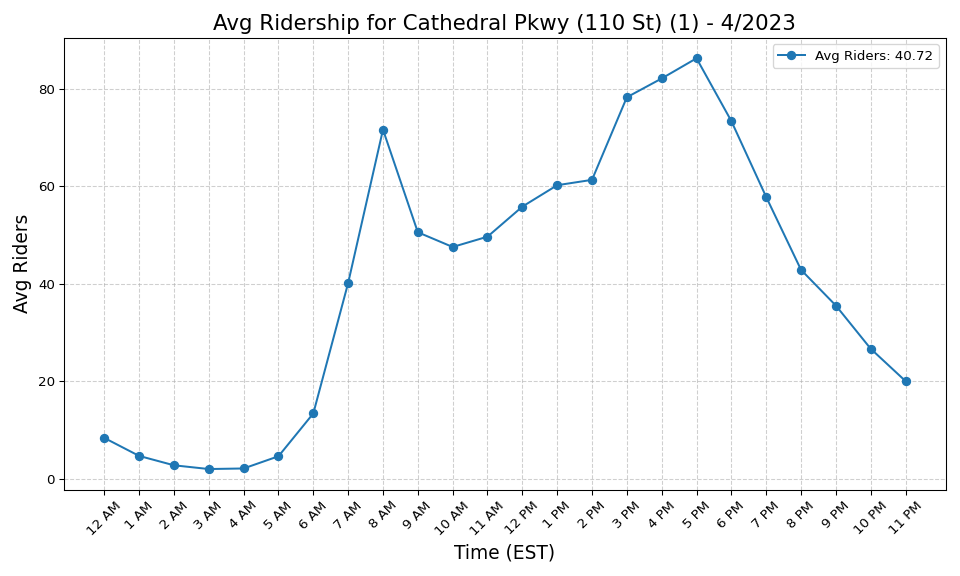 Avg Ridership for Cathedral Pkwy (110 St) (1) - 4/2023
Avg Riders: 40.72
Avg Riders
80
60
40
20
0
12 AM
1 AM
2 AM
3 AM
4 AM
5 AM
6 AM
7 AM
8 AM
9 AM
10 AM
11 AM
12 PM
1 PM
2 PM
3 PM
4 PM
5 PM
6 PM
7 PM
8 PM
9 PM
10 PM
11 PM
Time (EST)